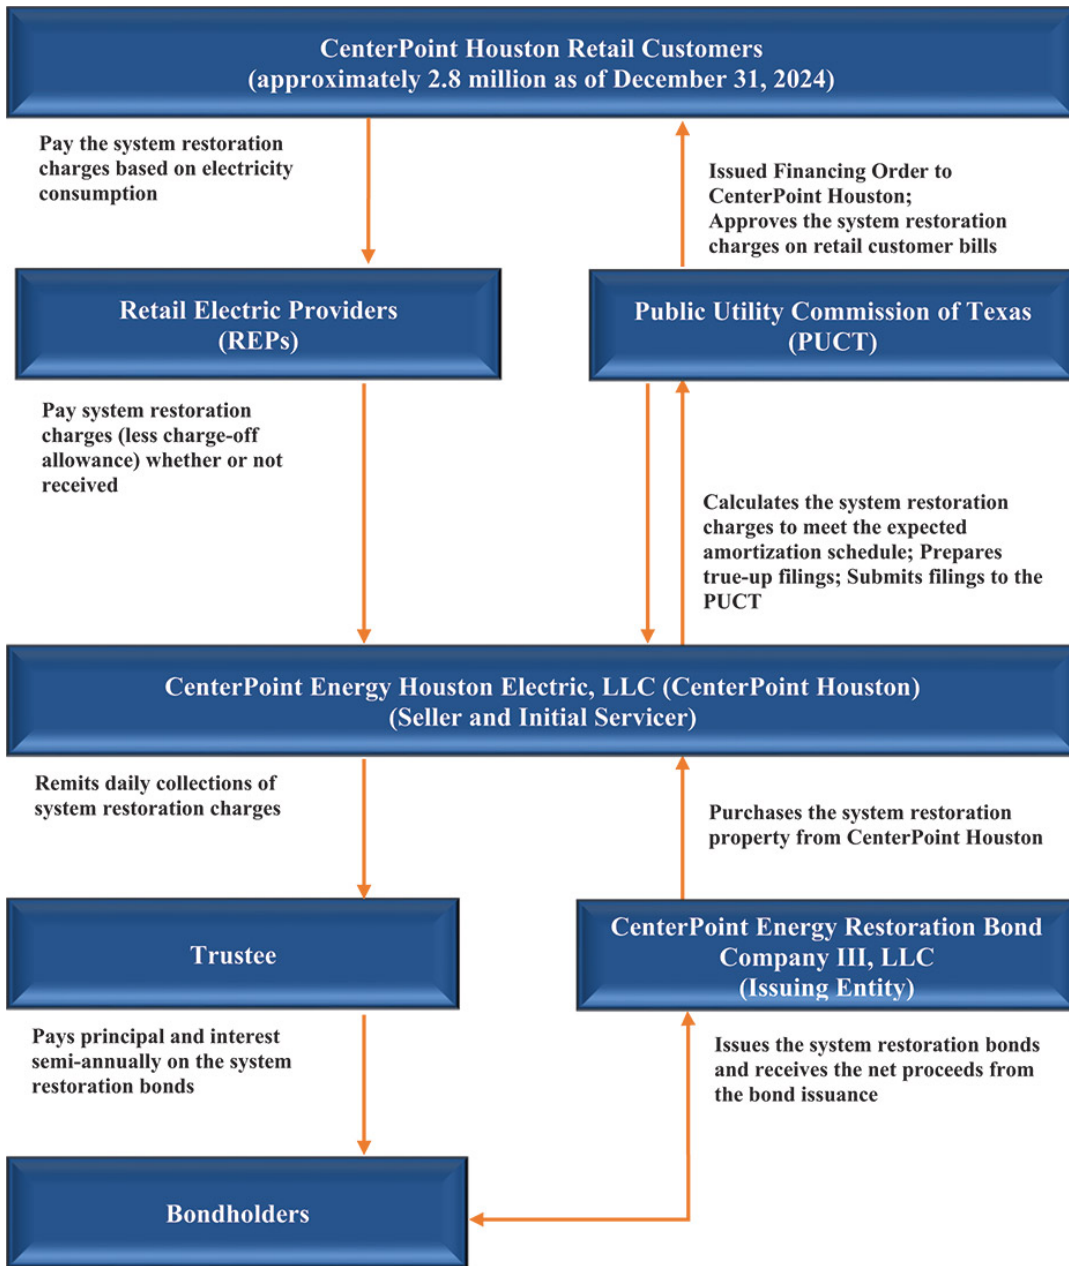 CenterPoint Houston Retail Customers
(approximately 2.8 million as of December 31, 2024)
Pay the system restoration
charges based on electricity
consumption
Issued Financing Order to
CenterPoint Houston;
Approves the system restoration
charges on retail customer bills
Retail Electric Providers
(REPs)
Public Utility Commission of Texas
(PUCT)
Pay system restoration
charges (less charge-off
allowance) whether or not
received
Calculates the system restoration
charges to meet the expected
amortization schedule; Prepares
true-up filings; Submits filings to the
PUCT
CenterPoint Energy Houston Electric, LLC (CenterPoint Houston)
(Seller and Initial Servicer)
Remits daily collections of
system restoration charges
Purchases the system restoration
property from CenterPoint Houston
Trustee
CenterPoint Energy Restoration Bond
Company III, LLC
(Issuing Entity)
Pays principal and interest
semi-annually on the system
restoration bonds
Issues the system restoration bonds
and receives the net proceeds from
the bond issuance
Bondholders